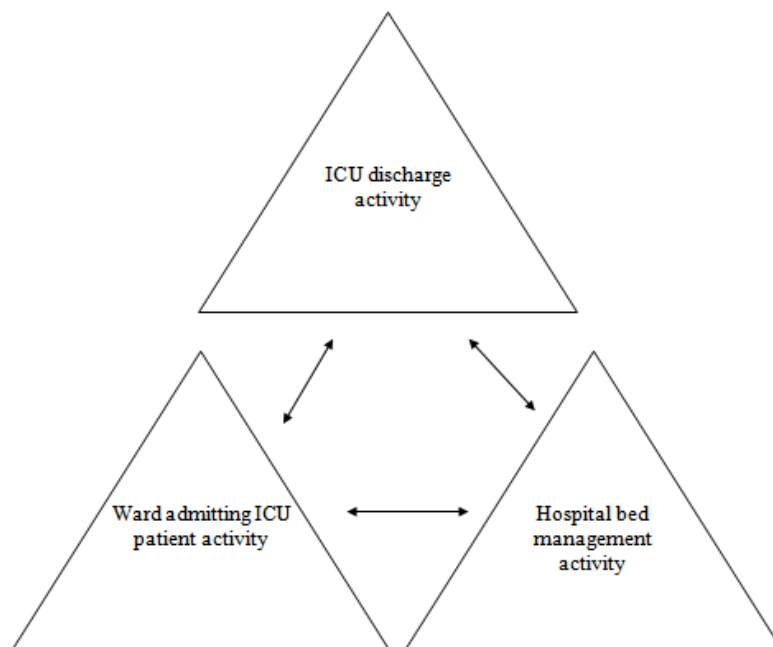 ICU discharge
activity
Ward admitting ICU
patient activity
Hospital bed
management
activity